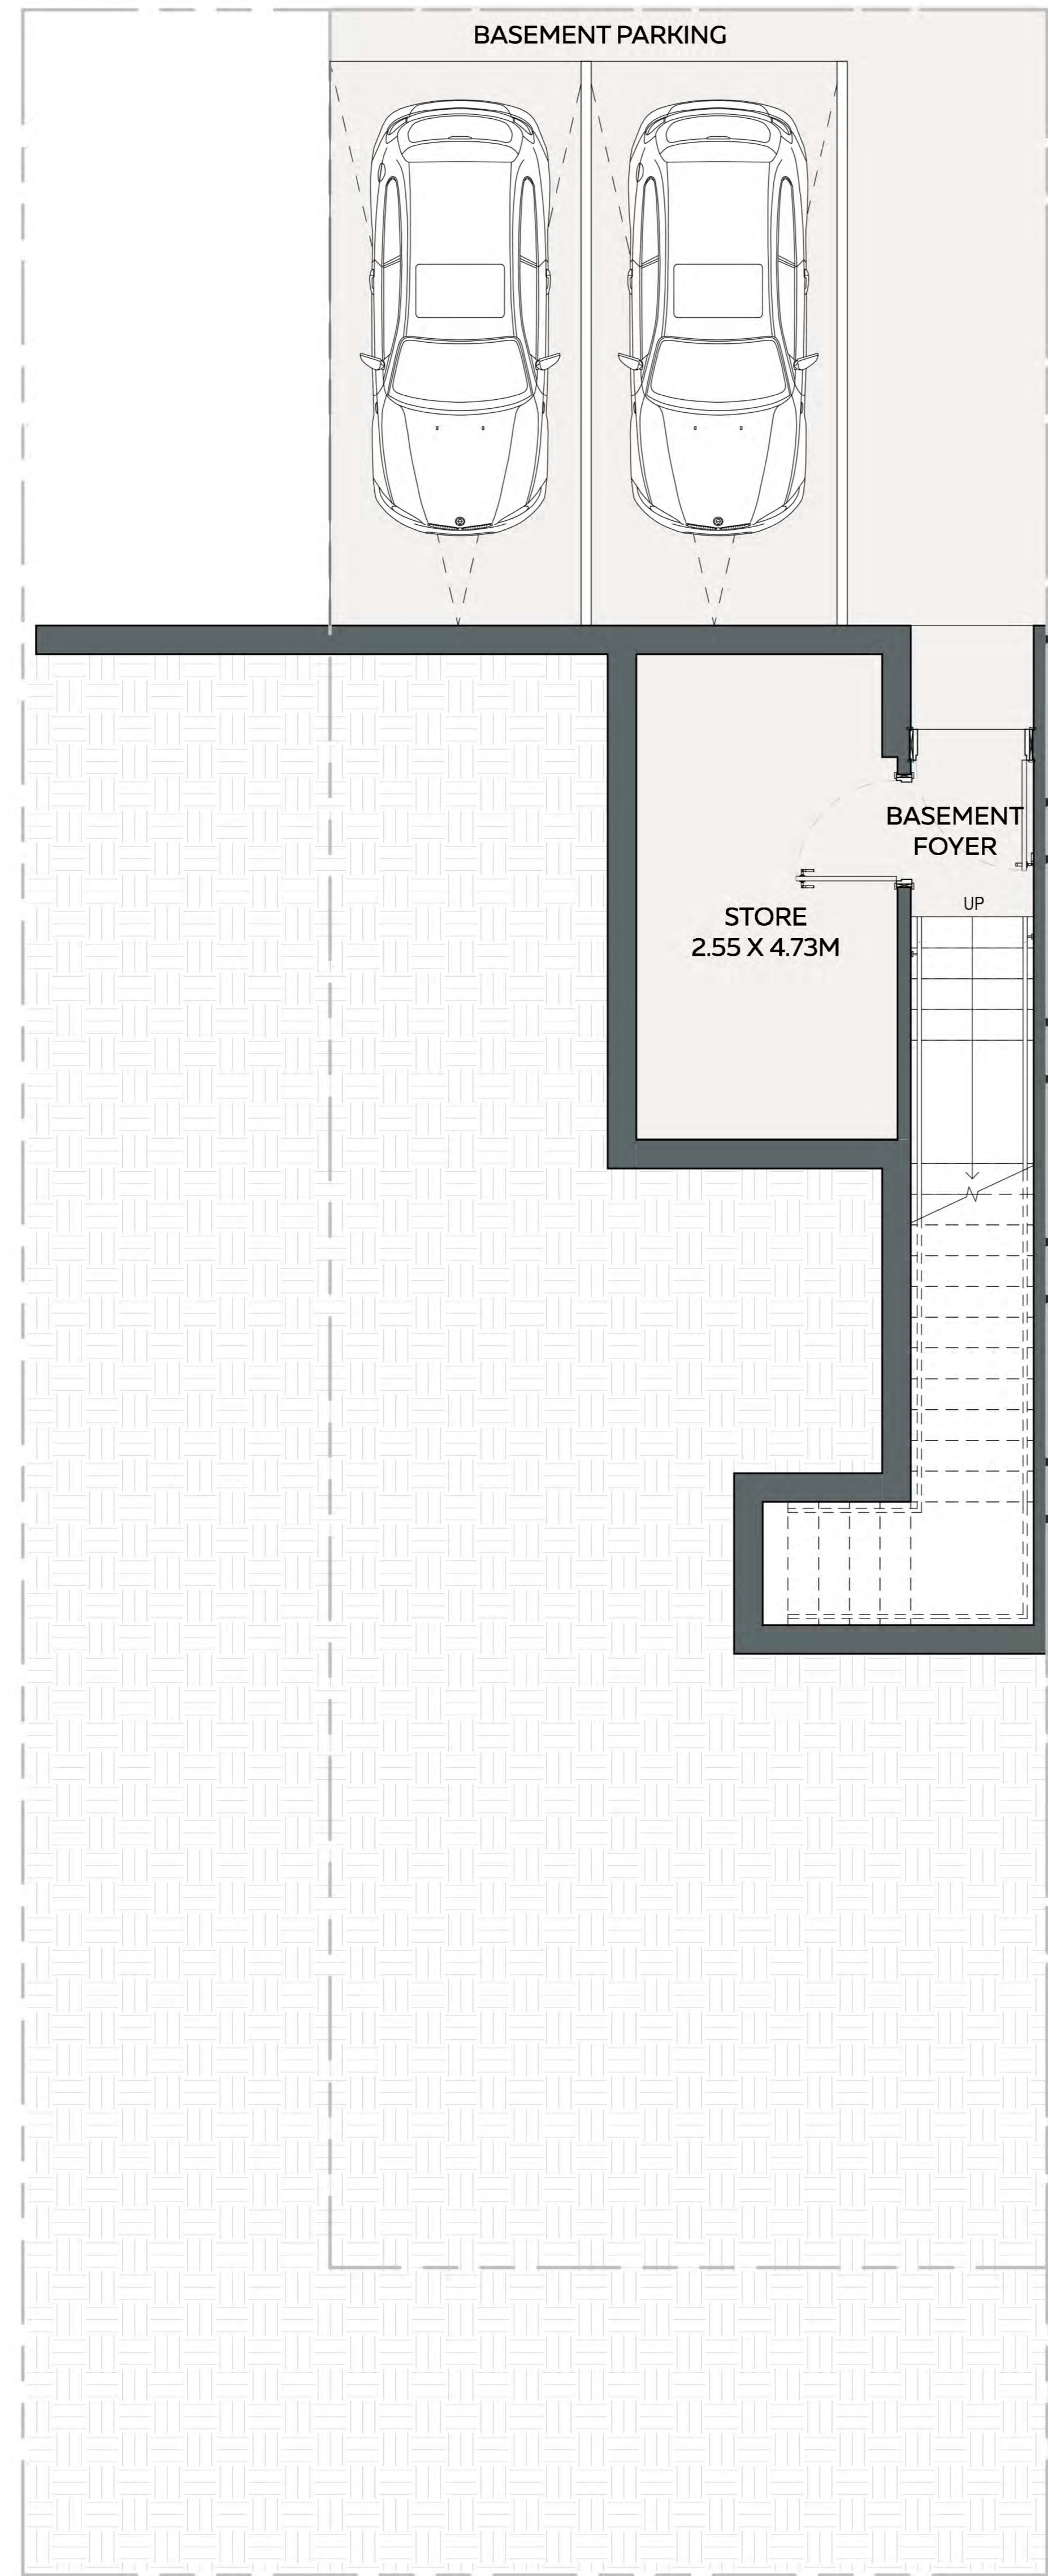 BASEMENT PARKING
BASEMENT
FOYER
UP
STORE
2.55 X 4.73M